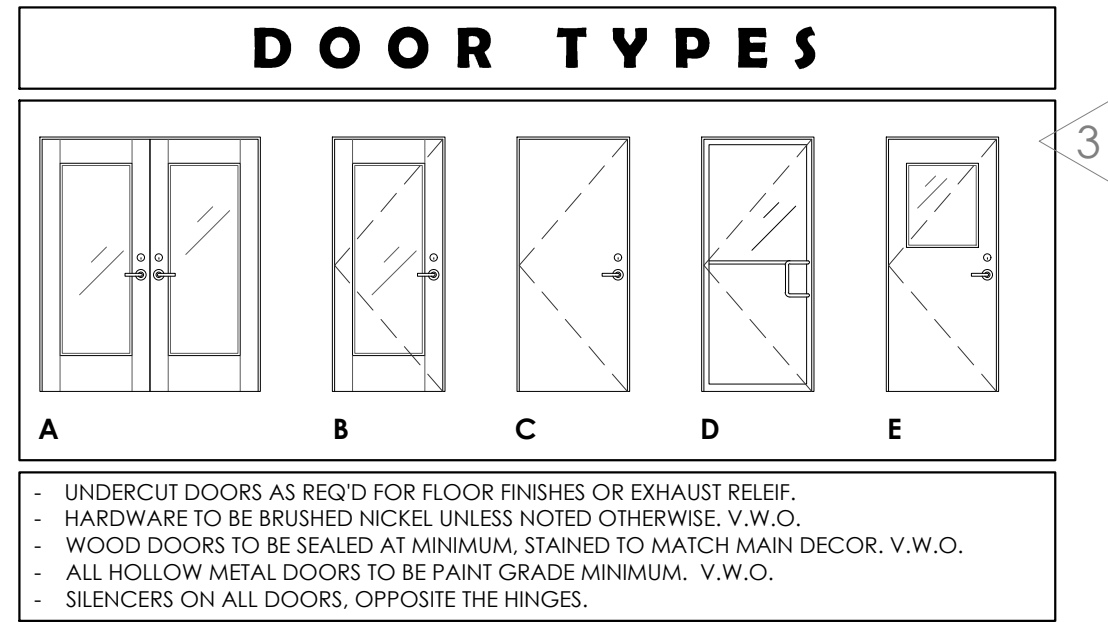 DOOR TYPES
3
A B C D E
- UNDERCUT DOORS AS REQ'D FOR FLOOR FINISHES OR EXHAUST RELEIF.
- HARDWARE TO BE BRUSHED NICKEL UNLESS NOTED OTHERWISE. V.W.O.
- WOOD DOORS TO BE SEALED AT MINIMUM, STAINED TO MATCH MAIN DECOR. V.W.O.
- ALL HOLLOW METAL DOORS TO BE PAINT GRADE MINIMUM. V.W.O.
- SILENCERS ON ALL DOORS, OPPOSITE THE HINGES.